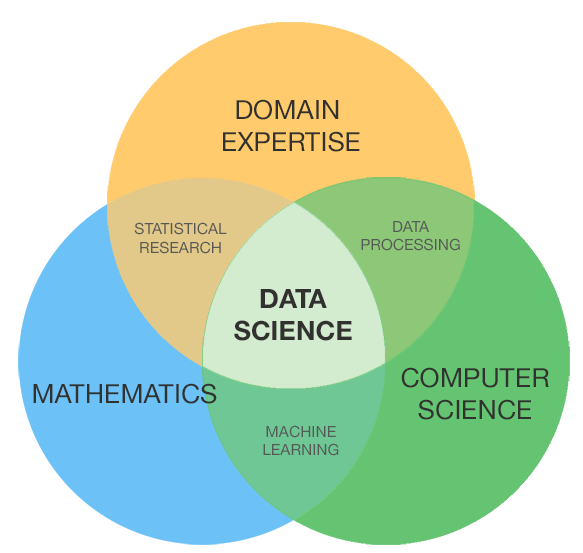 DOMAIN
EXPERTISE
STATISTICAL
RESEARCH
DATA
PROCESSING
DATA
SCIENCE
MATHEMATICS
COMPUTER
SCIENCE
MACHINE
LEARNING